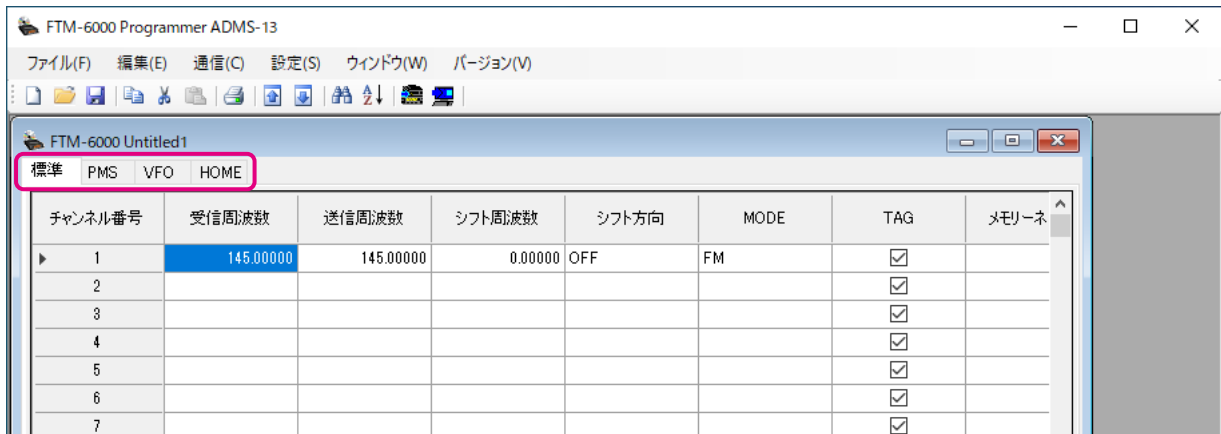 FTM-6000 Programmer ADMS-13
ファイル(F) 編集(E) 通信(C) 設定(S) ウィンドウ(W) バージョン(V)
FTM-6000 Untitled1
標準 PMS VFO HOME
チャンネル番号 受信周波数 送信周波数 シフト周波数 シフト方向 MODE TAG メモリーネ
1 145.00000 145.00000 0.00000 OFF FM
2
3
4
5
6
7